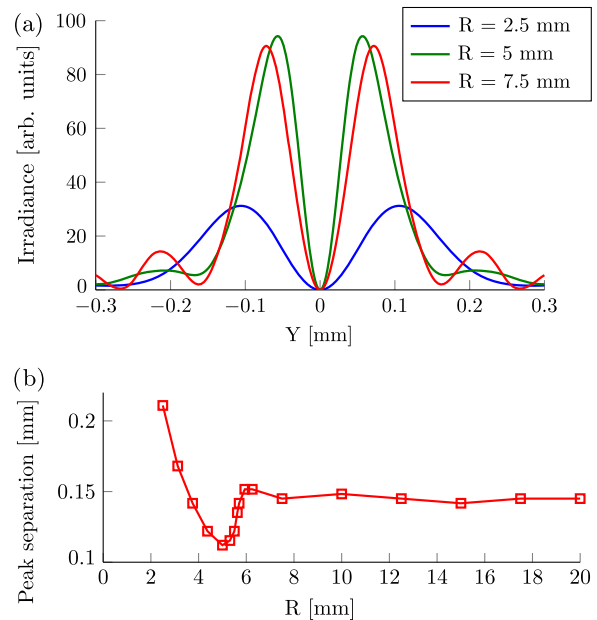 (a)
Irradiance [arb. units]
100
80
60
40
20
0
−0.3 −0.2 −0.1 0 0.1 0.2 0.3
Y [mm]
R = 2.5 mm
R = 5 mm
R = 7.5 mm
(b)
Peak separation [mm]
0.2
0.15
0.1
0 2 4 6 8 10 12 14 16 18 20
R [mm]